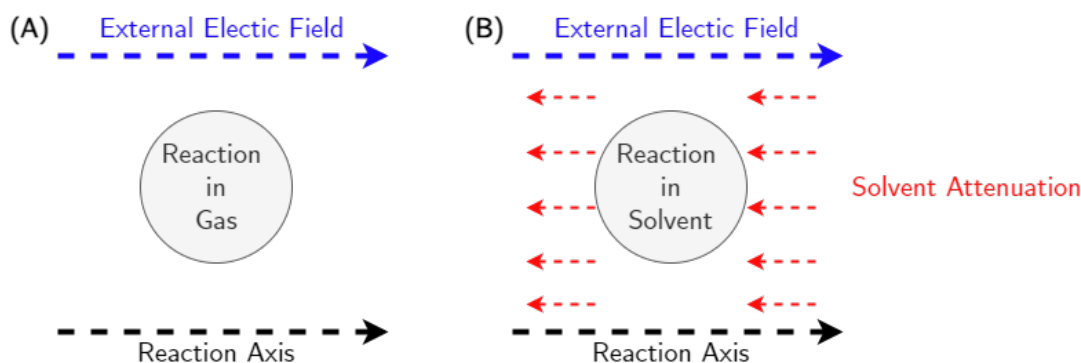 (A)
External Electic Field
Reaction
in
Gas
Reaction Axis
(B)
External Electic Field
Reaction
in
Solvent
Solvent Attenuation
Reaction Axis